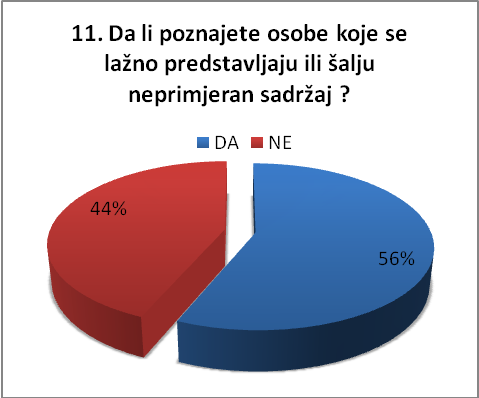 11. Da li poznajete osobe koje se
lažno predstavljaju ili šalju
neprimjeran sadržaj ?
DA NE
44%
56%